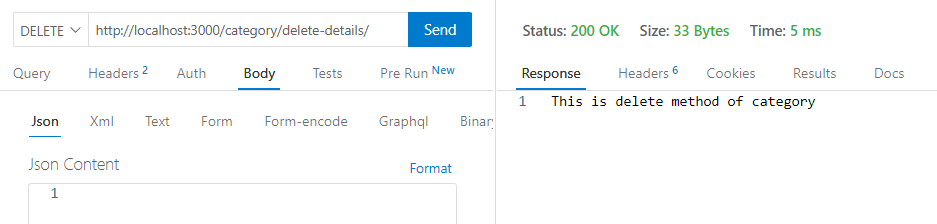 DELETE http://localhost:3000/category/delete-details/ Send
Query Headers 2 Auth Body Tests Pre Run New
Json Xml Text Form Form-encode Graphql Binary
Json Content Format
1
Status: 200 OK Size: 33 Bytes Time: 5 ms
Response Headers 6 Cookies Results Docs
1 This is delete method of category